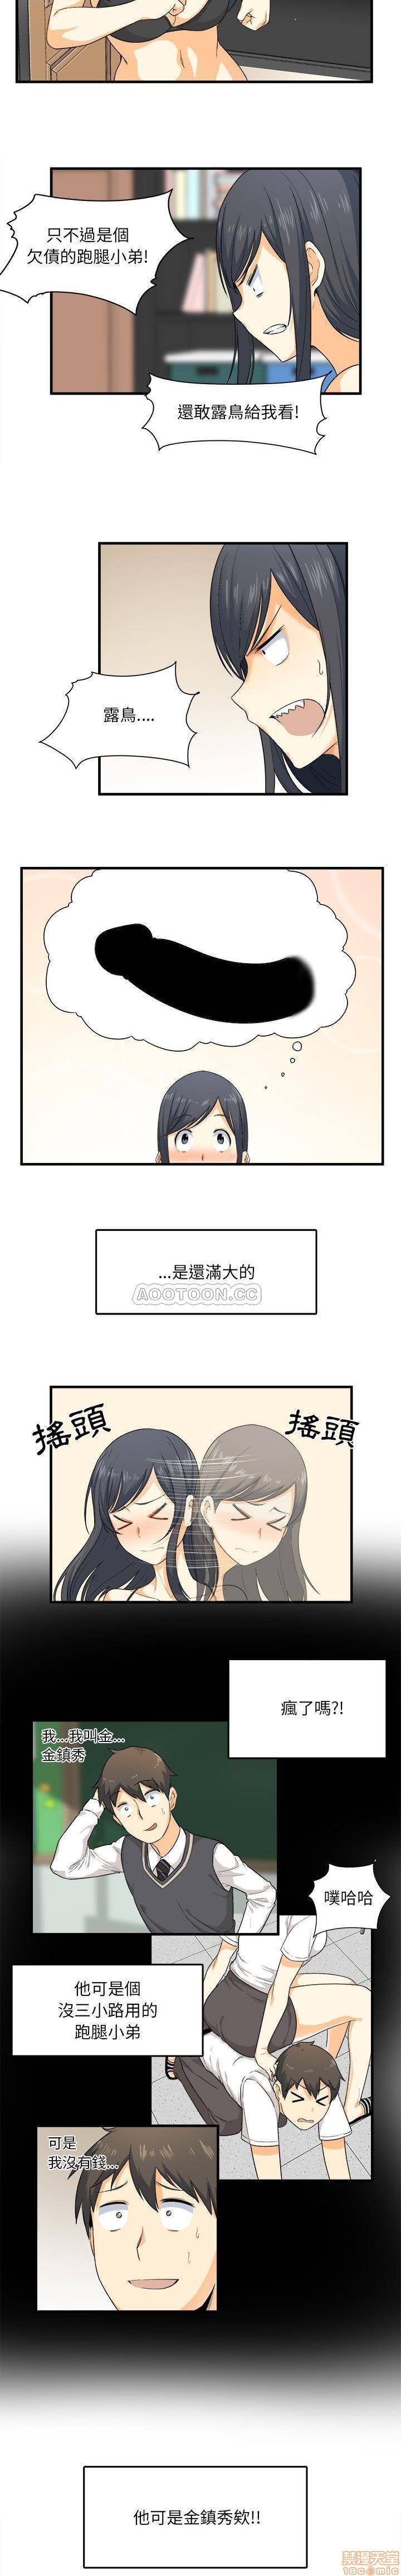 只不過是個
欠債的跑腿小弟!
還敢露鳥給我看!
露鳥....
...是還滿大的
AOOTOON.CC
搖頭
搖頭
瘋了嗎?!
我...我叫金...
金鎮秀
噗哈哈
他可是個
沒三小路用的
跑腿小弟
可是
我沒有錢...
他可是金鎮秀欸!!